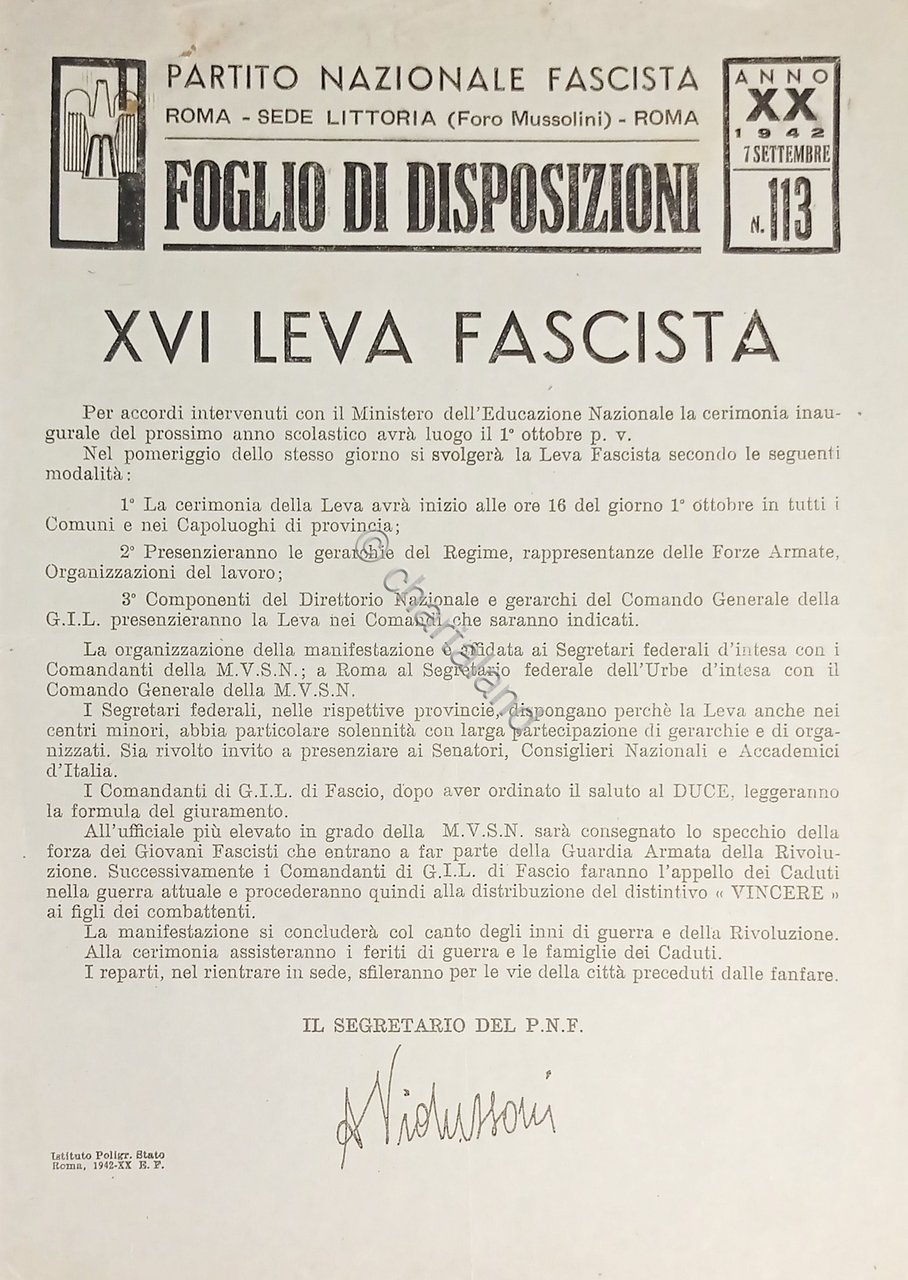 PARTITO NAZIONALE FASCISTA
ROMA - SEDE LITTORIA (Foro Mussolini) - ROMA
FOGLIO DI DISPOSIZIONI
ANNO
XX
1942
7 SETTEMBRE
N. 113
XVI LEVA FASCISTA
Per accordi intervenuti con il Ministero dell'Educazione Nazionale la cerimonia inau-
gurale del prossimo anno scolastico avrà luogo il 1° ottobre p. v.
Nel pomeriggio dello stesso giorno si svolgerà la Leva Fascista secondo le seguenti
modalità:
1° La cerimonia della Leva avrà inizio alle ore 16 del giorno 1° ottobre in tutti i
Comuni e nei Capoluoghi di provincia;
2° Presenzieranno le gerarchie del Regime, rappresentanze delle Forze Armate,
Organizzazioni del lavoro;
3° Componenti del Direttorio Nazionale e gerarchi del Comando Generale della
G.I.L. presenzieranno la Leva nei Comandi che saranno indicati.
La organizzazione della manifestazione è affidata ai Segretari federali d'intesa con i
Comandanti della M.V.S.N.; a Roma al Segretario federale dell'Urbe d'intesa con il
Comando Generale della M.V.S.N.
I Segretari federali, nelle rispettive provincie, dispongano perchè la Leva anche nei
centri minori, abbia particolare solennità con larga partecipazione di gerarchie e di orga-
nizzati. Sia rivolto invito a presenziare ai Senatori, Consiglieri Nazionali e Accademici
d'Italia.
I Comandanti di G.I.L. di Fascio, dopo aver ordinato il saluto al DUCE, leggeranno
la formula del giuramento.
All'ufficiale più elevato in grado della M.V.S.N. sarà consegnato lo specchio della
forza dei Giovani Fascisti che entrano a far parte della Guardia Armata della Rivolu-
zione. Successivamente i Comandanti di G.I.L. di Fascio faranno l'appello dei Caduti
nella guerra attuale e procederanno quindi alla distribuzione del distintivo « VINCERE »
ai figli dei combattenti.
La manifestazione si concluderà col canto degli inni di guerra e della Rivoluzione.
Alla cerimonia assisteranno i feriti di guerra e le famiglie dei Caduti.
I reparti, nel rientrare in sede, sfileranno per le vie della città preceduti dalle fanfare.
IL SEGRETARIO DEL P.N.F.
A Vidussoni
Istituto Poligr. Stato
Roma, 1942-XX E. F.
© chartaland